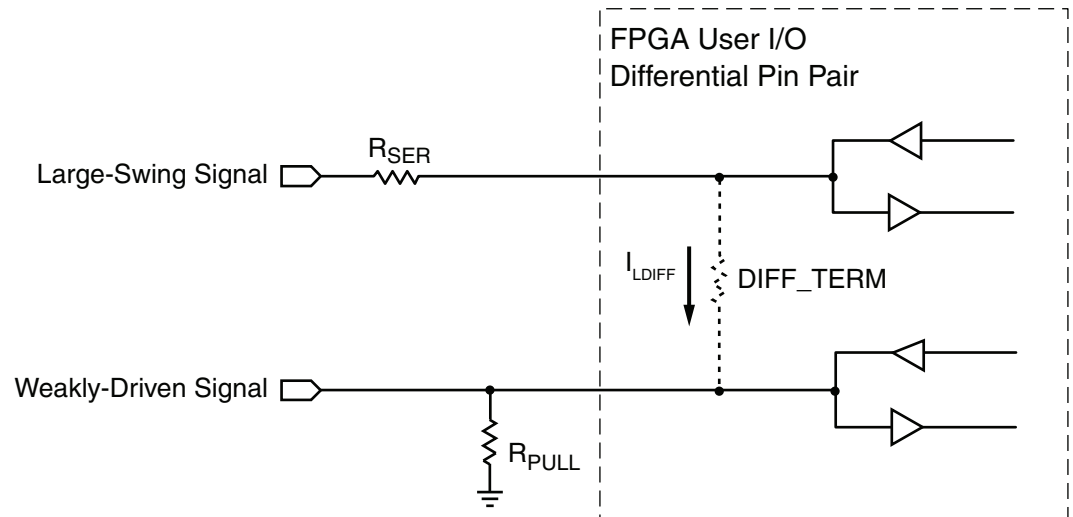 FPGA User I/O
Differential Pin Pair
RSER
Large-Swing Signal
ILDIFF
DIFF_TERM
Weakly-Driven Signal
RPULL